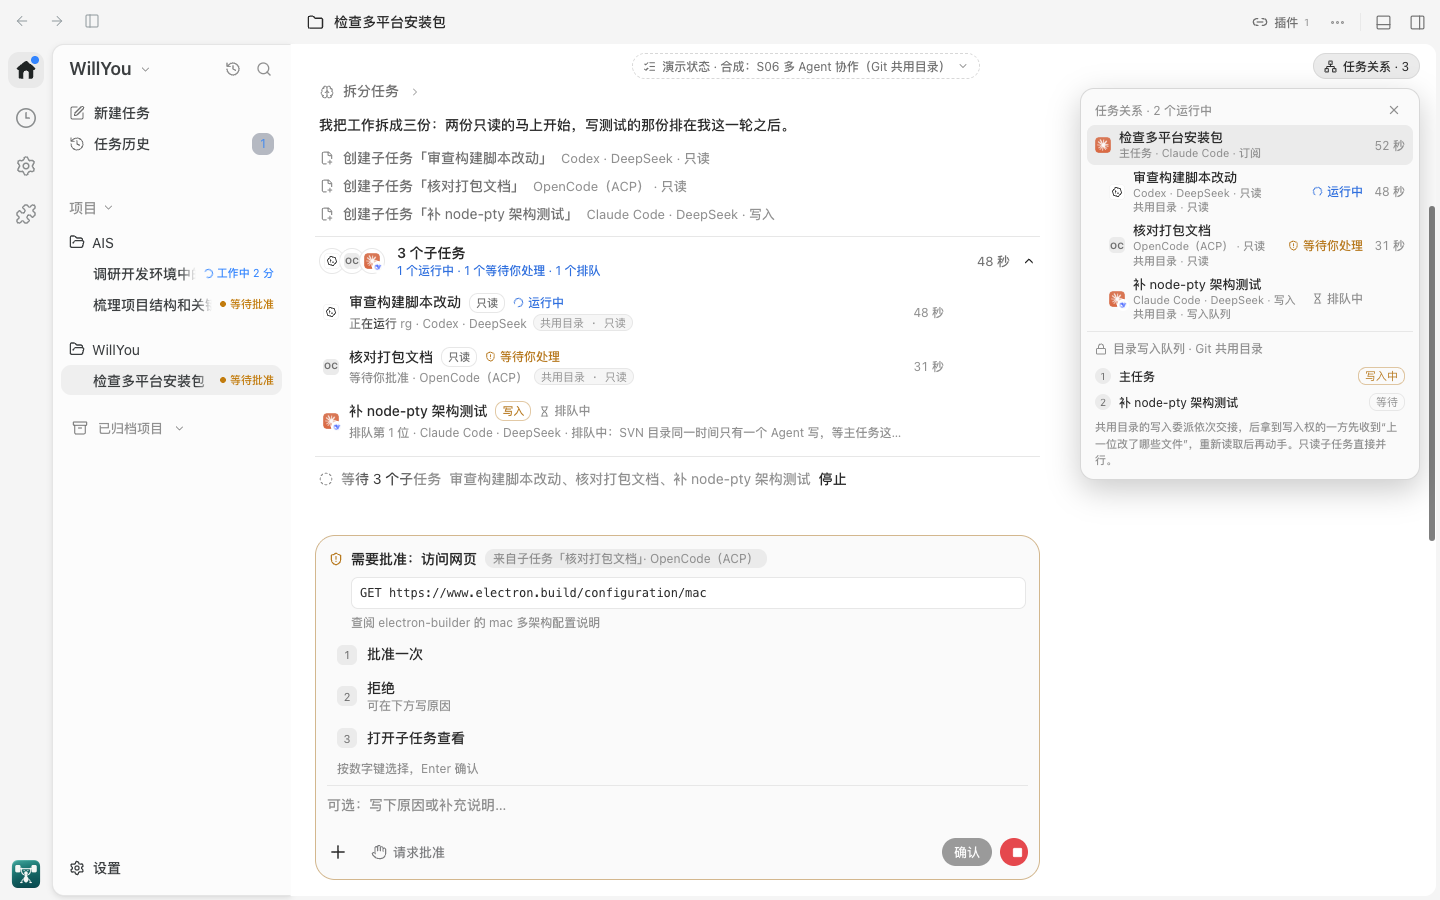 检查多平台安装包
插件 1
WillYou
新建任务
任务历史 1
项目
AIS
调研开发环境中 工作中 2 分
梳理项目结构和关 等待批准
WillYou
检查多平台安装包 等待批准
已归档项目
设置
演示状态 · 合成：S06 多 Agent 协作（Git 共用目录）
任务关系 · 3
拆分任务
我把工作拆成三份：两份只读的马上开始，写测试的那份排在我这一轮之后。
创建子任务「审查构建脚本改动」 Codex · DeepSeek · 只读
创建子任务「核对打包文档」 OpenCode（ACP） · 只读
创建子任务「补 node-pty 架构测试」 Claude Code · DeepSeek · 写入
OC
3 个子任务
1 个运行中 · 1 个等待你处理 · 1 个排队
48 秒
审查构建脚本改动 只读 运行中
正在运行 rg · Codex · DeepSeek 共用目录 · 只读
48 秒
OC
核对打包文档 只读 等待你处理
等待你批准 · OpenCode（ACP） 共用目录 · 只读
31 秒
补 node-pty 架构测试 写入 排队中
排队第 1 位 · Claude Code · DeepSeek · 排队中：SVN 目录同一时间只有一个 Agent 写，等主任务这...
等待 3 个子任务 审查构建脚本改动、核对打包文档、补 node-pty 架构测试 停止
需要批准：访问网页 来自子任务「核对打包文档」· OpenCode（ACP）
GET https://www.electron.build/configuration/mac
查阅 electron-builder 的 mac 多架构配置说明
1 批准一次
2 拒绝
可在下方写原因
3 打开子任务查看
按数字键选择，Enter 确认
可选：写下原因或补充说明...
请求批准
确认
任务关系 · 2 个运行中
检查多平台安装包
主任务 · Claude Code · 订阅
52 秒
审查构建脚本改动
Codex · DeepSeek · 只读
共用目录 · 只读
运行中 48 秒
OC
核对打包文档
OpenCode（ACP） · 只读
共用目录 · 只读
等待你处理 31 秒
补 node-pty 架构测试
Claude Code · DeepSeek · 写入
共用目录 · 写入队列
排队中
目录写入队列 · Git 共用目录
1 主任务 写入中
2 补 node-pty 架构测试 等待
共用目录的写入委派依次交接，后拿到写入权的一方先收到“上
一位改了哪些文件”，重新读取后再动手。只读子任务直接并
行。